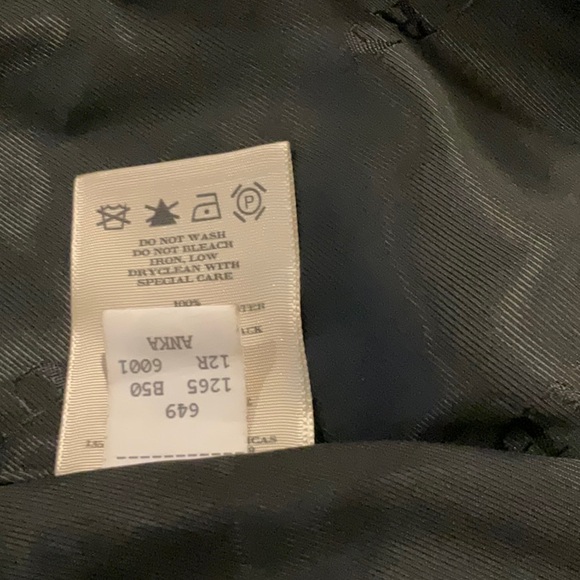 P
DO NOT WASH
DO NOT BLEACH
IRON, LOW
DRYCLEAN WITH
SPECIAL CARE
100%
649
1265 B50
12R 6001
ANKA